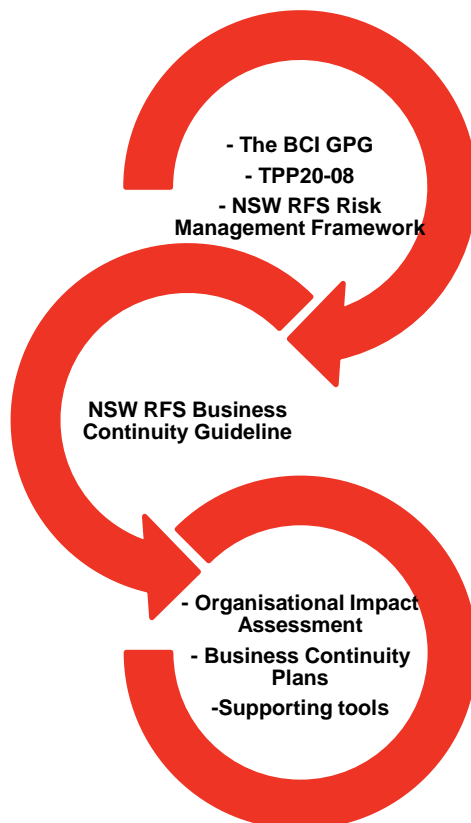 - The BCI GPG
- TPP20-08
- NSW RFS Risk
Management Framework
NSW RFS Business
Continuity Guideline
- Organisational Impact
Assessment
- Business Continuity
Plans
-Supporting tools